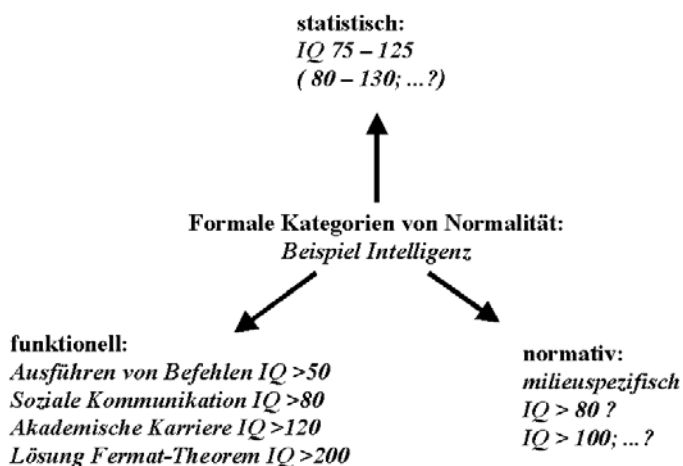 statistisch:
IQ 75 – 125
( 80 – 130; ...?)
Formale Kategorien von Normalität:
Beispiel Intelligenz
funktionell:
Ausführen von Befehlen IQ >50
Soziale Kommunikation IQ >80
Akademische Karriere IQ >120
Lösung Fermat-Theorem IQ >200
normativ:
milieuspezifisch
IQ > 80 ?
IQ > 100; ...?